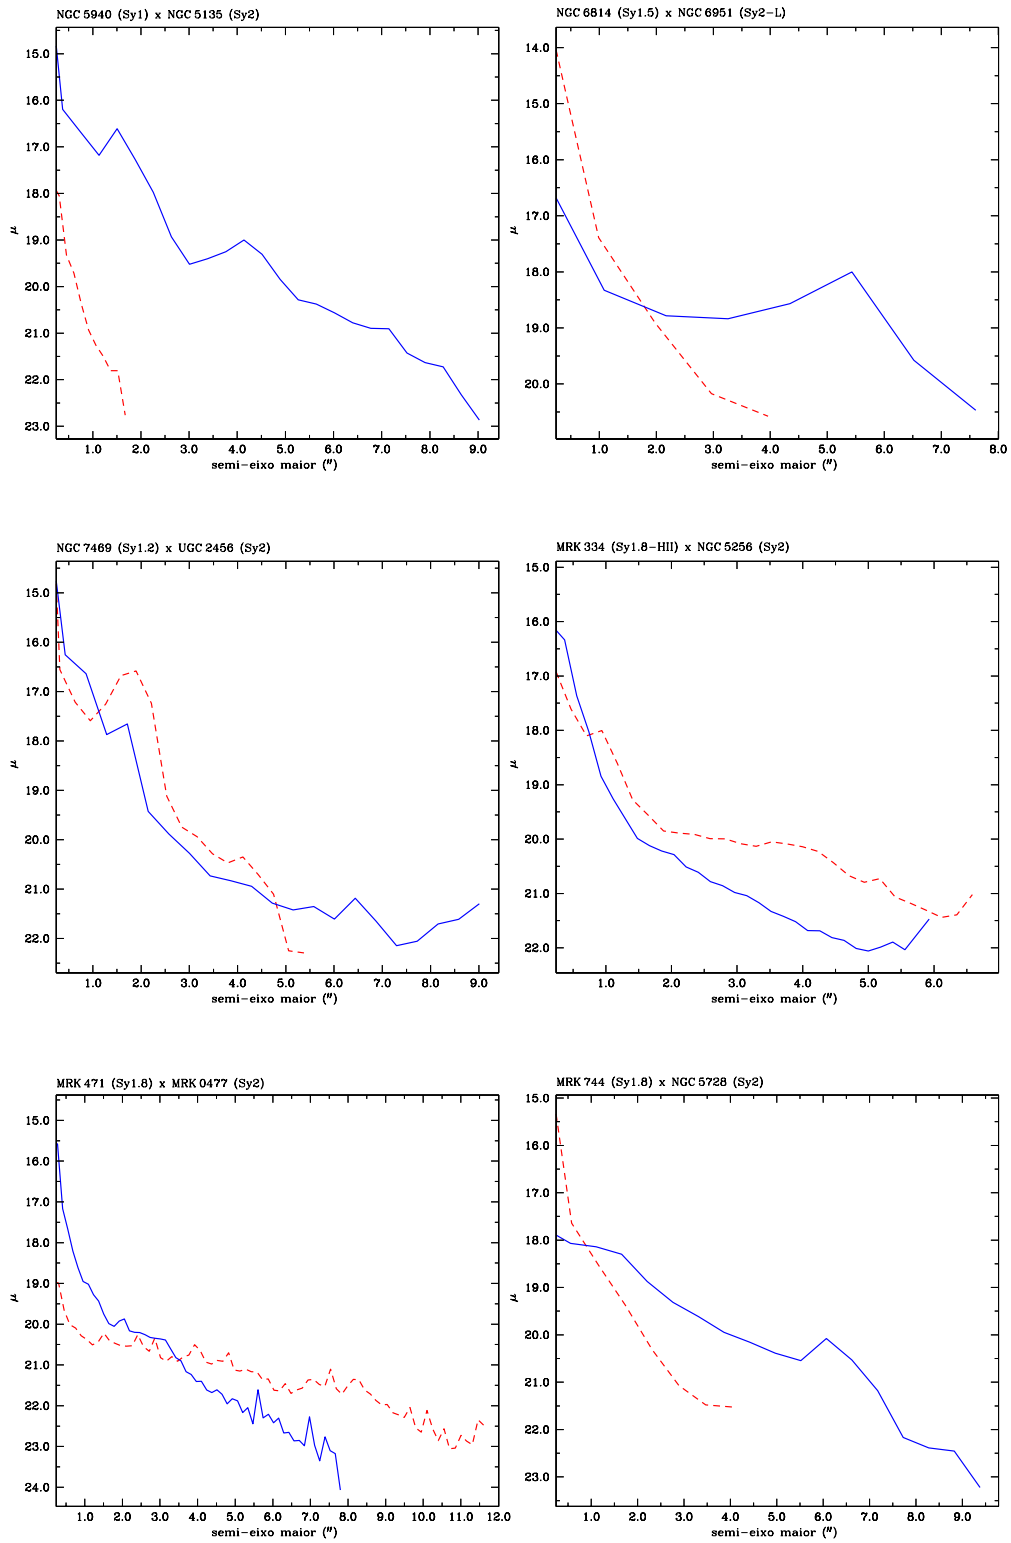 NGC 5940 (Sy1) x NGC 5135 (Sy2)
15.0
16.0
17.0
18.0
μ
19.0
20.0
21.0
22.0
23.0
1.0 2.0 3.0 4.0 5.0 6.0 7.0 8.0 9.0
semi-eixo maior (″)
NGC 6814 (Sy1.5) x NGC 6951 (Sy2-L)
14.0
15.0
16.0
17.0
μ
18.0
19.0
20.0
1.0 2.0 3.0 4.0 5.0 6.0 7.0 8.0
semi-eixo maior (″)
NGC 7469 (Sy1.2) x UGC 2456 (Sy2)
15.0
16.0
17.0
18.0
μ
19.0
20.0
21.0
22.0
1.0 2.0 3.0 4.0 5.0 6.0 7.0 8.0 9.0
semi-eixo maior (″)
MRK 334 (Sy1.8-HII) x NGC 5256 (Sy2)
15.0
16.0
17.0
18.0
μ
19.0
20.0
21.0
22.0
1.0 2.0 3.0 4.0 5.0 6.0
semi-eixo maior (″)
MRK 471 (Sy1.8) x MRK 0477 (Sy2)
15.0
16.0
17.0
18.0
19.0
μ
20.0
21.0
22.0
23.0
24.0
1.0 2.0 3.0 4.0 5.0 6.0 7.0 8.0 9.0 10.0 11.0 12.0
semi-eixo maior (″)
MRK 744 (Sy1.8) x NGC 5728 (Sy2)
15.0
16.0
17.0
18.0
19.0
μ
20.0
21.0
22.0
23.0
1.0 2.0 3.0 4.0 5.0 6.0 7.0 8.0 9.0
semi-eixo maior (″)